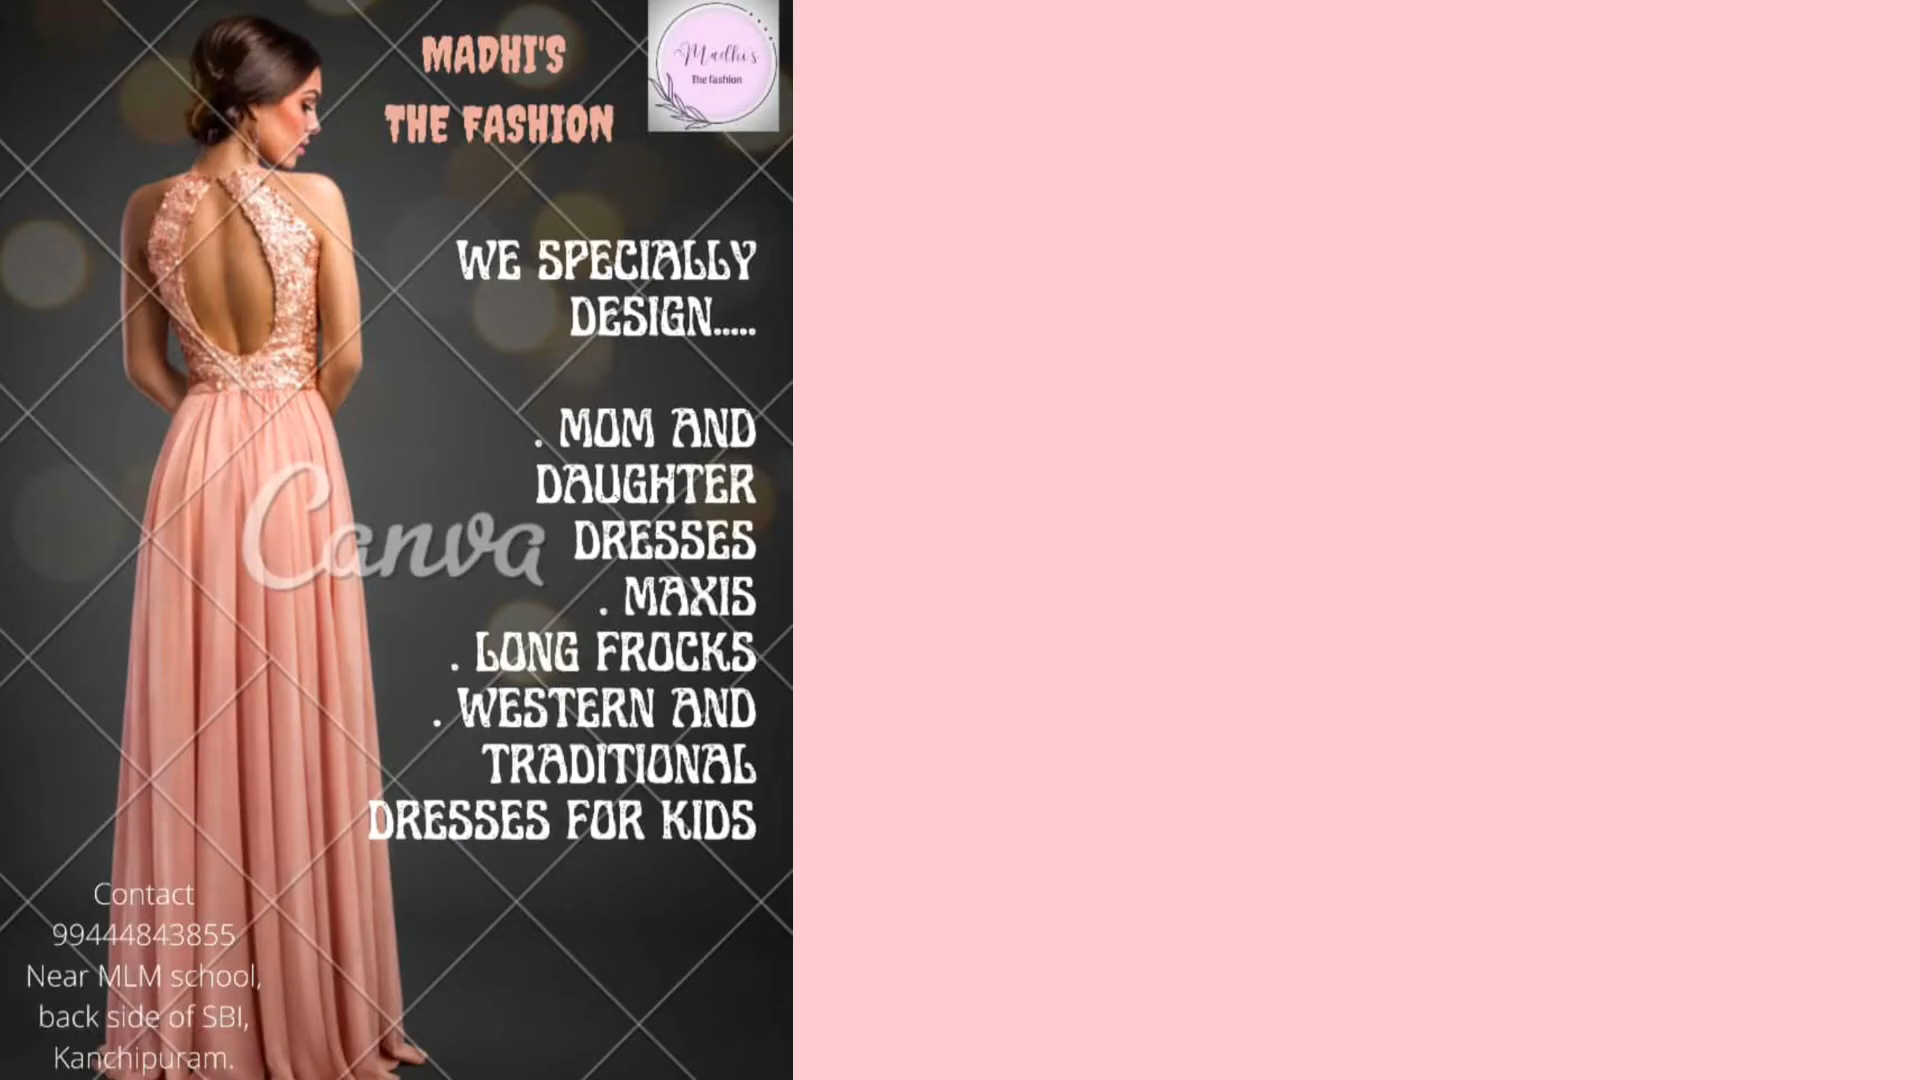 MADHI'S
THE FASHION
Madhi's
The fashion
WE SPECIALLY
DESIGN.....
. MOM AND
DAUGHTER
DRESSES
. MAXIS
. LONG FROCKS
. WESTERN AND
TRADITIONAL
DRESSES FOR KIDS
Canva
Contact
99444843855
Near MLM school,
back side of SBI,
Kanchipuram.